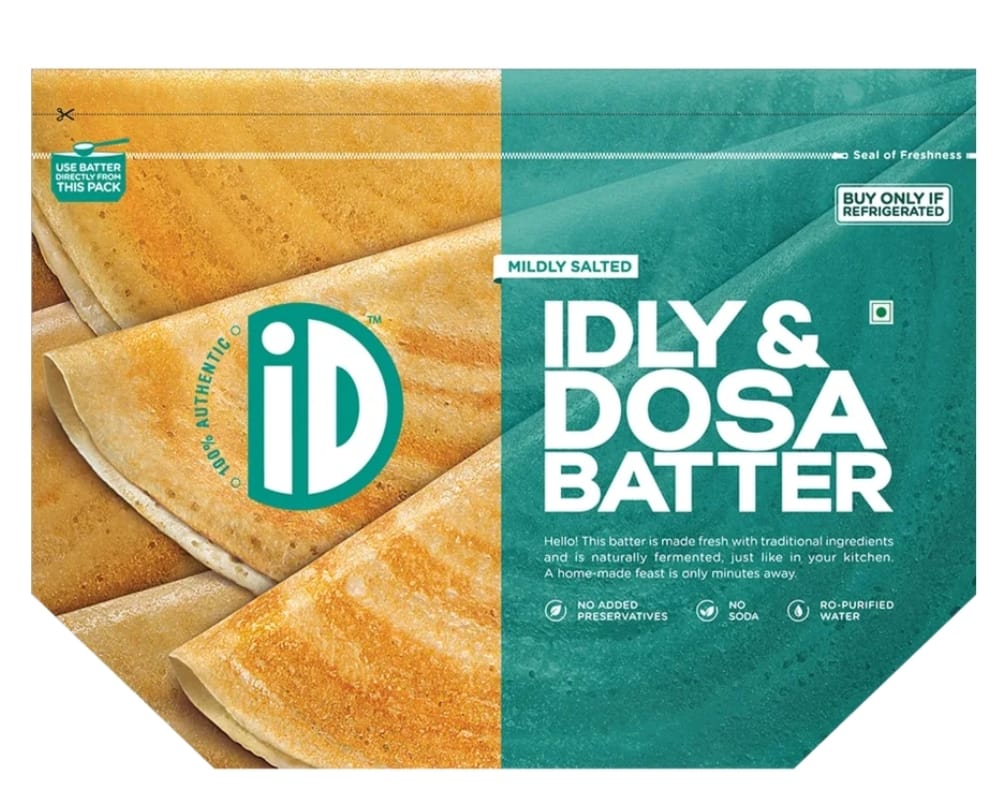 USE BATTER
DIRECTLY FROM
THIS PACK
Seal of Freshness
BUY ONLY IF
REFRIGERATED
MILDLY SALTED
100% AUTHENTIC
iD™
IDLY &
DOSA
BATTER
Hello! This batter is made fresh with traditional ingredients
and is naturally fermented, just like in your kitchen.
A home-made feast is only minutes away.
NO ADDED
PRESERVATIVES
NO
SODA
RO-PURIFIED
WATER